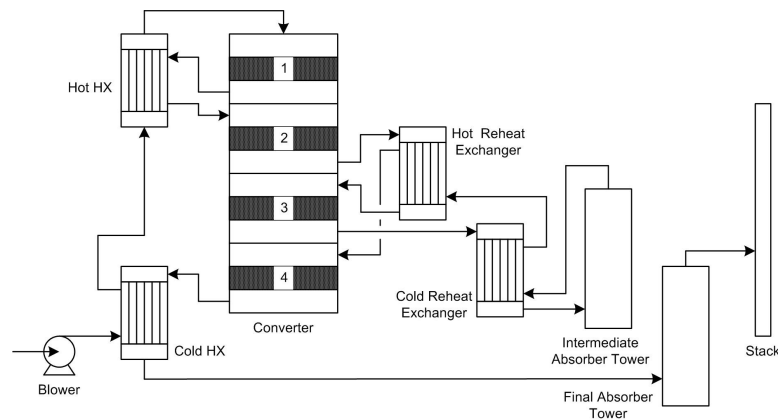 Hot HX
1
2
3
4
Hot Reheat
Exchanger
Cold Reheat
Exchanger
Converter
Cold HX
Blower
Intermediate
Absorber Tower
Final Absorber
Tower
Stack